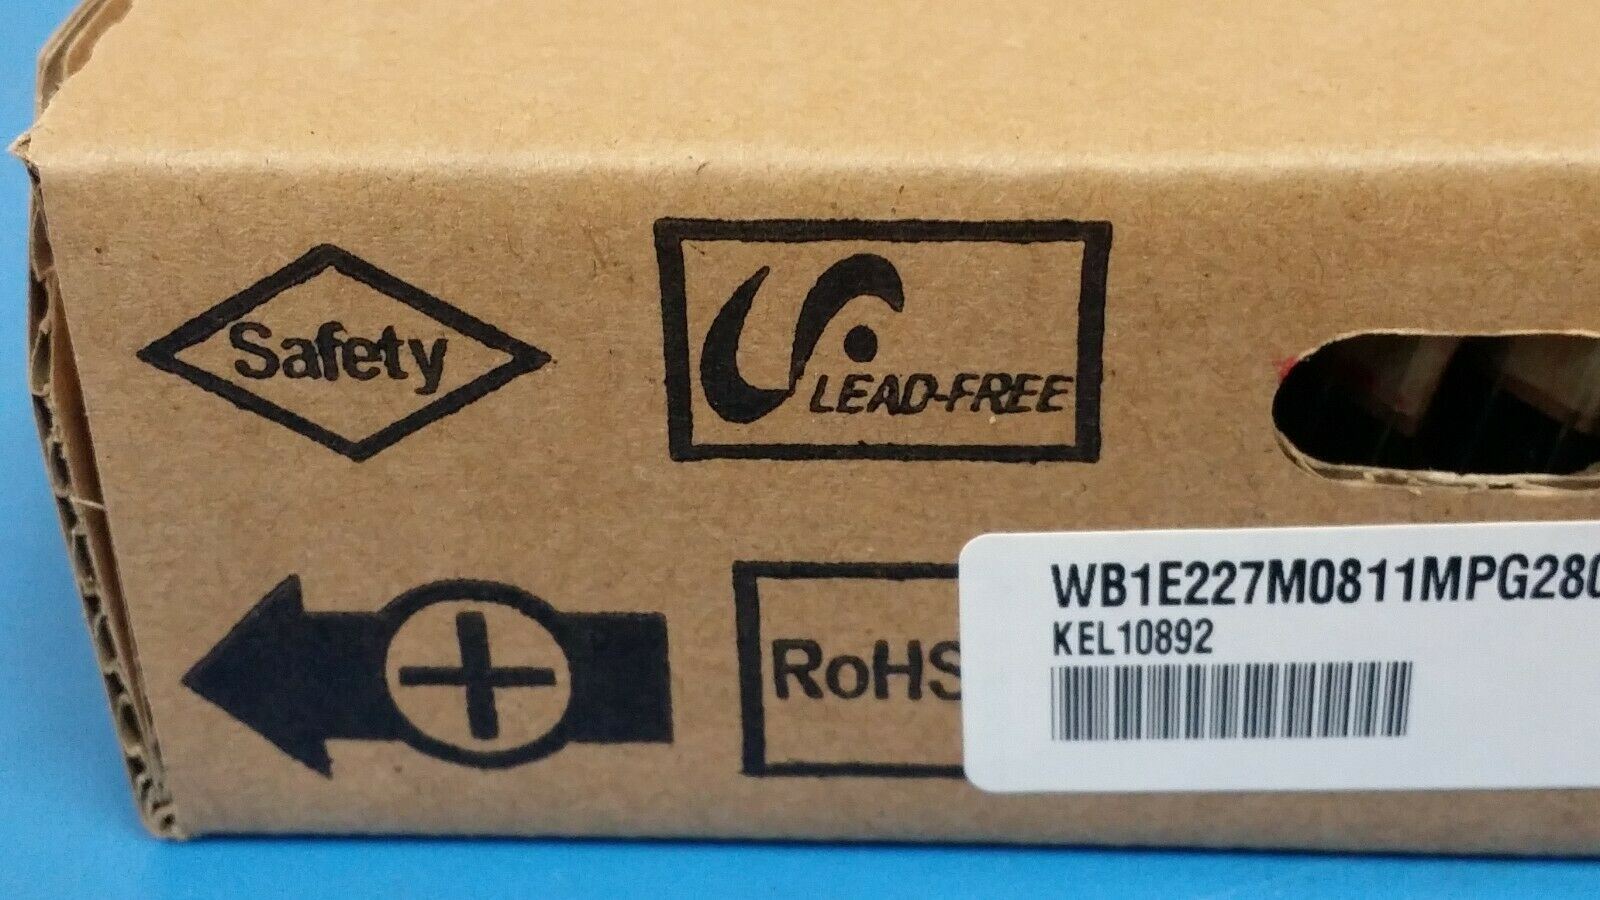 Safety
LEAD-FREE
RoHS
WB1E227M0811MPG280
KEL10892